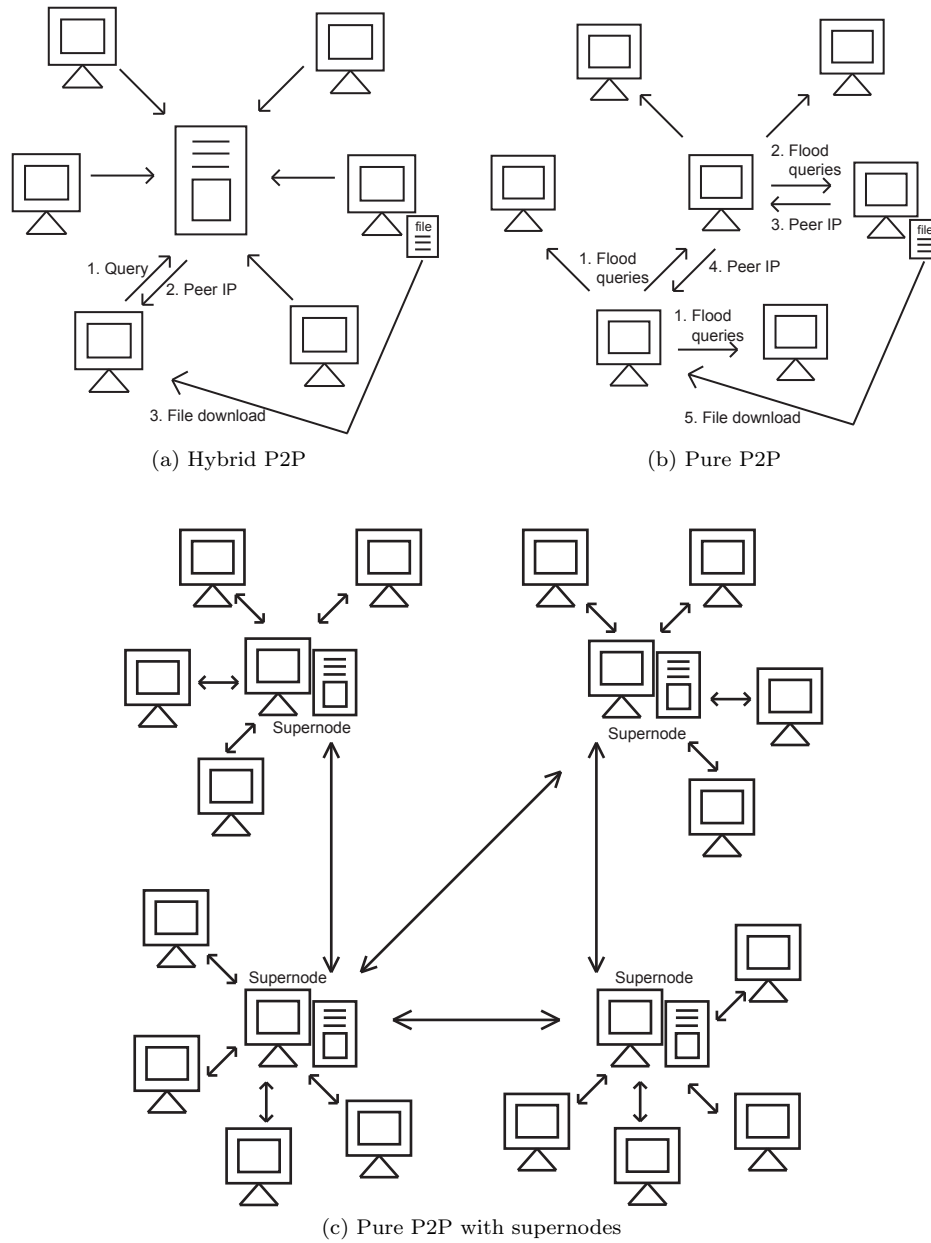 file
1. Query
2. Peer IP
3. File download
(a) Hybrid P2P
2. Flood
queries
3. Peer IP
file
1. Flood
queries
4. Peer IP
1. Flood
queries
5. File download
(b) Pure P2P
Supernode
Supernode
Supernode
Supernode
(c) Pure P2P with supernodes